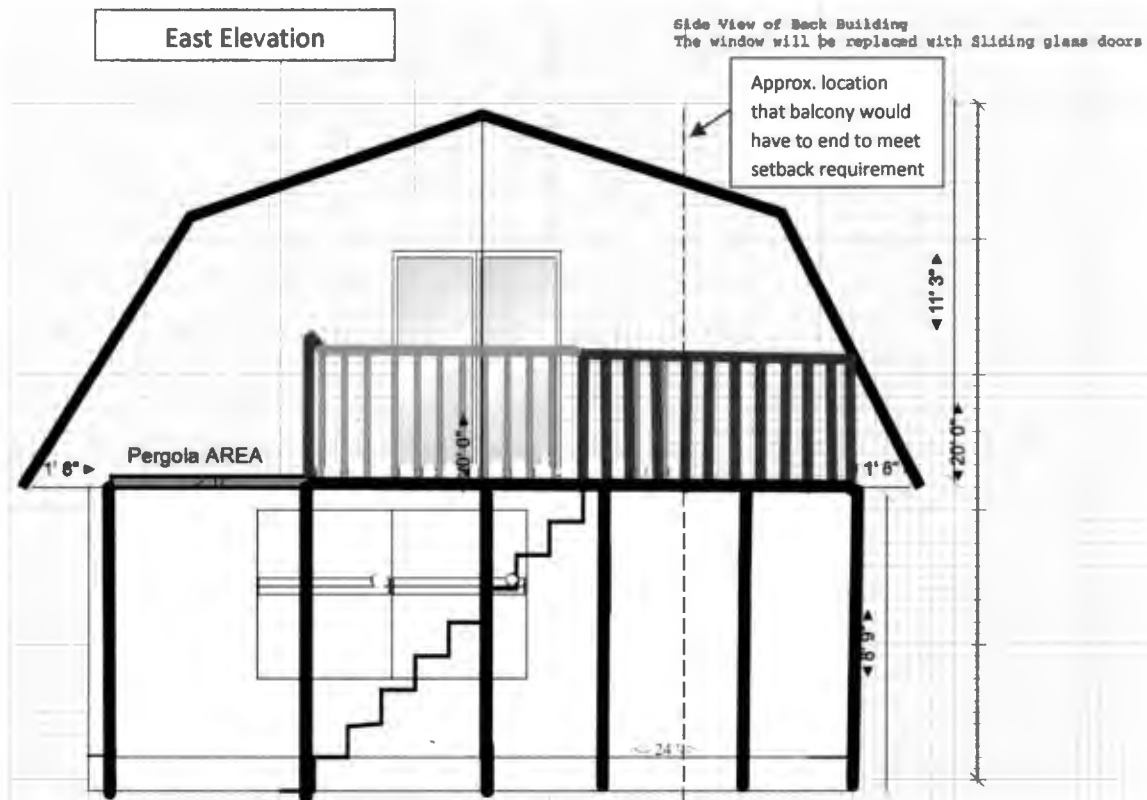 East Elevation
Side View of Back Building
The window will be replaced with Sliding glass doors
Approx. location
that balcony would
have to end to meet
setback requirement
11' 3"
20' 0"
20' 0"
1' 6"
Pergola AREA
1' 6"
8' 9"